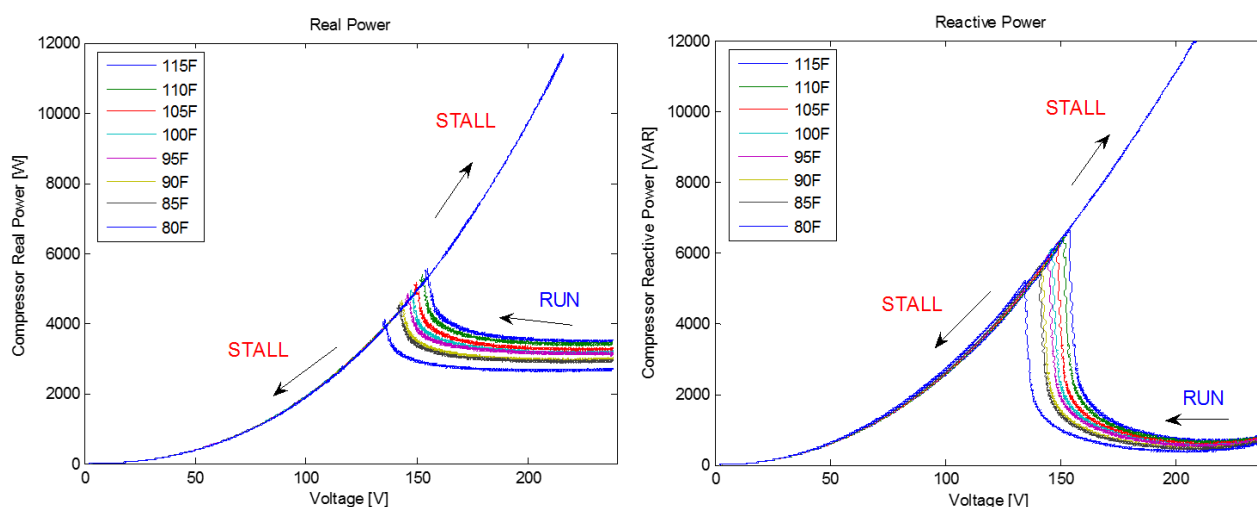 Real Power
12000
10000
8000
6000
4000
2000
0
Compressor Real Power [W]
115F
110F
105F
100F
95F
90F
85F
80F
STALL
RUN
STALL
0
50
100
150
200
Voltage [V]
Reactive Power
12000
10000
8000
6000
4000
2000
0
Compressor Reactive Power [VAR]
115F
110F
105F
100F
95F
90F
85F
80F
STALL
STALL
RUN
0
50
100
150
200
Voltage [V]